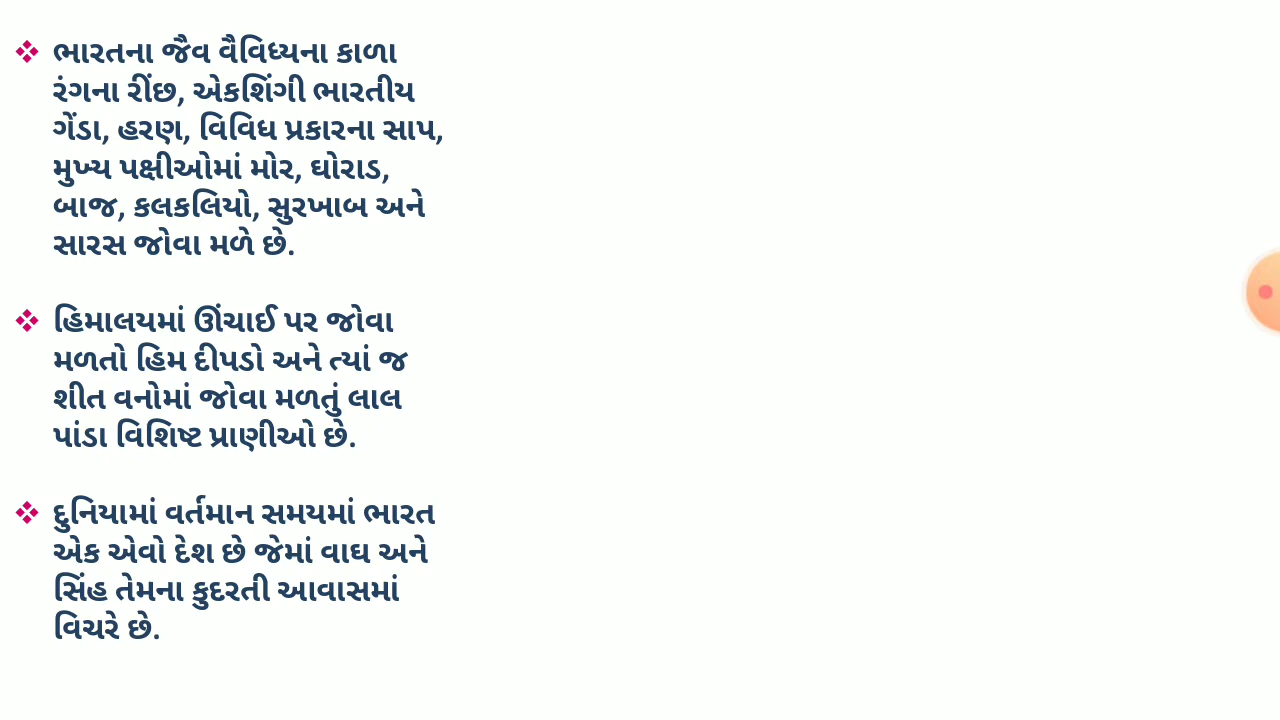 ભારતના જૈવ વૈવિધ્યના કાળા
રંગના રીંછ, એકશિંગી ભારતીય
ગેંડા, હરણ, વિવિધ પ્રકારના સાપ,
મુખ્ય પક્ષીઓમાં મોર, ઘોરાડ,
બાજ, કલકલિયો, સુરખાબ અને
સારસ જોવા મળે છે.
હિમાલયમાં ઊંચાઈ પર જોવા
મળતો હિમ દીપડો અને ત્યાં જ
શીત વનોમાં જોવા મળતું લાલ
પાંડા વિશિષ્ટ પ્રાણીઓ છે.
દુનિયામાં વર્તમાન સમયમાં ભારત
એક એવો દેશ છે જેમાં વાઘ અને
સિંહ તેમના કુદરતી આવાસમાં
વિચરે છે.